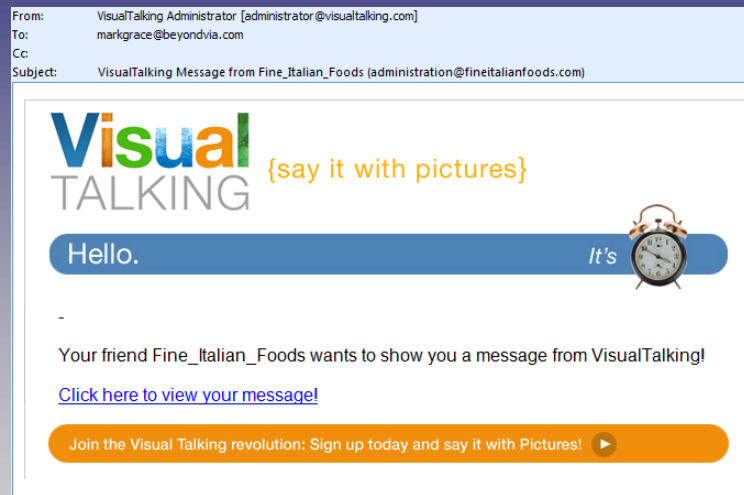 From: VisualTalking Administrator [administrator@visualtalking.com]
To: markgrace@beyondvia.com
Cc:
Subject: VisualTalking Message from Fine_Italian_Foods (administration@fineitalianfoods.com)
Visual
TALKING
{say it with pictures}
Hello. It's
-
Your friend Fine_Italian_Foods wants to show you a message from VisualTalking!
Click here to view your message!
Join the Visual Talking revolution: Sign up today and say it with Pictures!